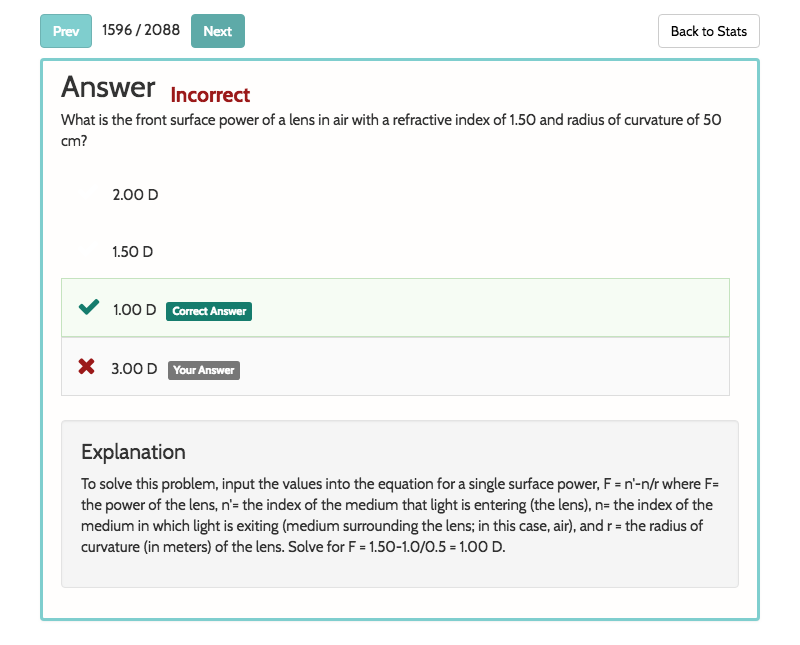 Prev 1596 / 2088 Next Back to Stats
Answer Incorrect
What is the front surface power of a lens in air with a refractive index of 1.50 and radius of curvature of 50
cm?
2.00 D
1.50 D
1.00 D Correct Answer
3.00 D Your Answer
Explanation
To solve this problem, input the values into the equation for a single surface power, F = n'-n/r where F=
the power of the lens, n'= the index of the medium that light is entering (the lens), n= the index of the
medium in which light is exiting (medium surrounding the lens; in this case, air), and r = the radius of
curvature (in meters) of the lens. Solve for F = 1.50-1.0/0.5 = 1.00 D.